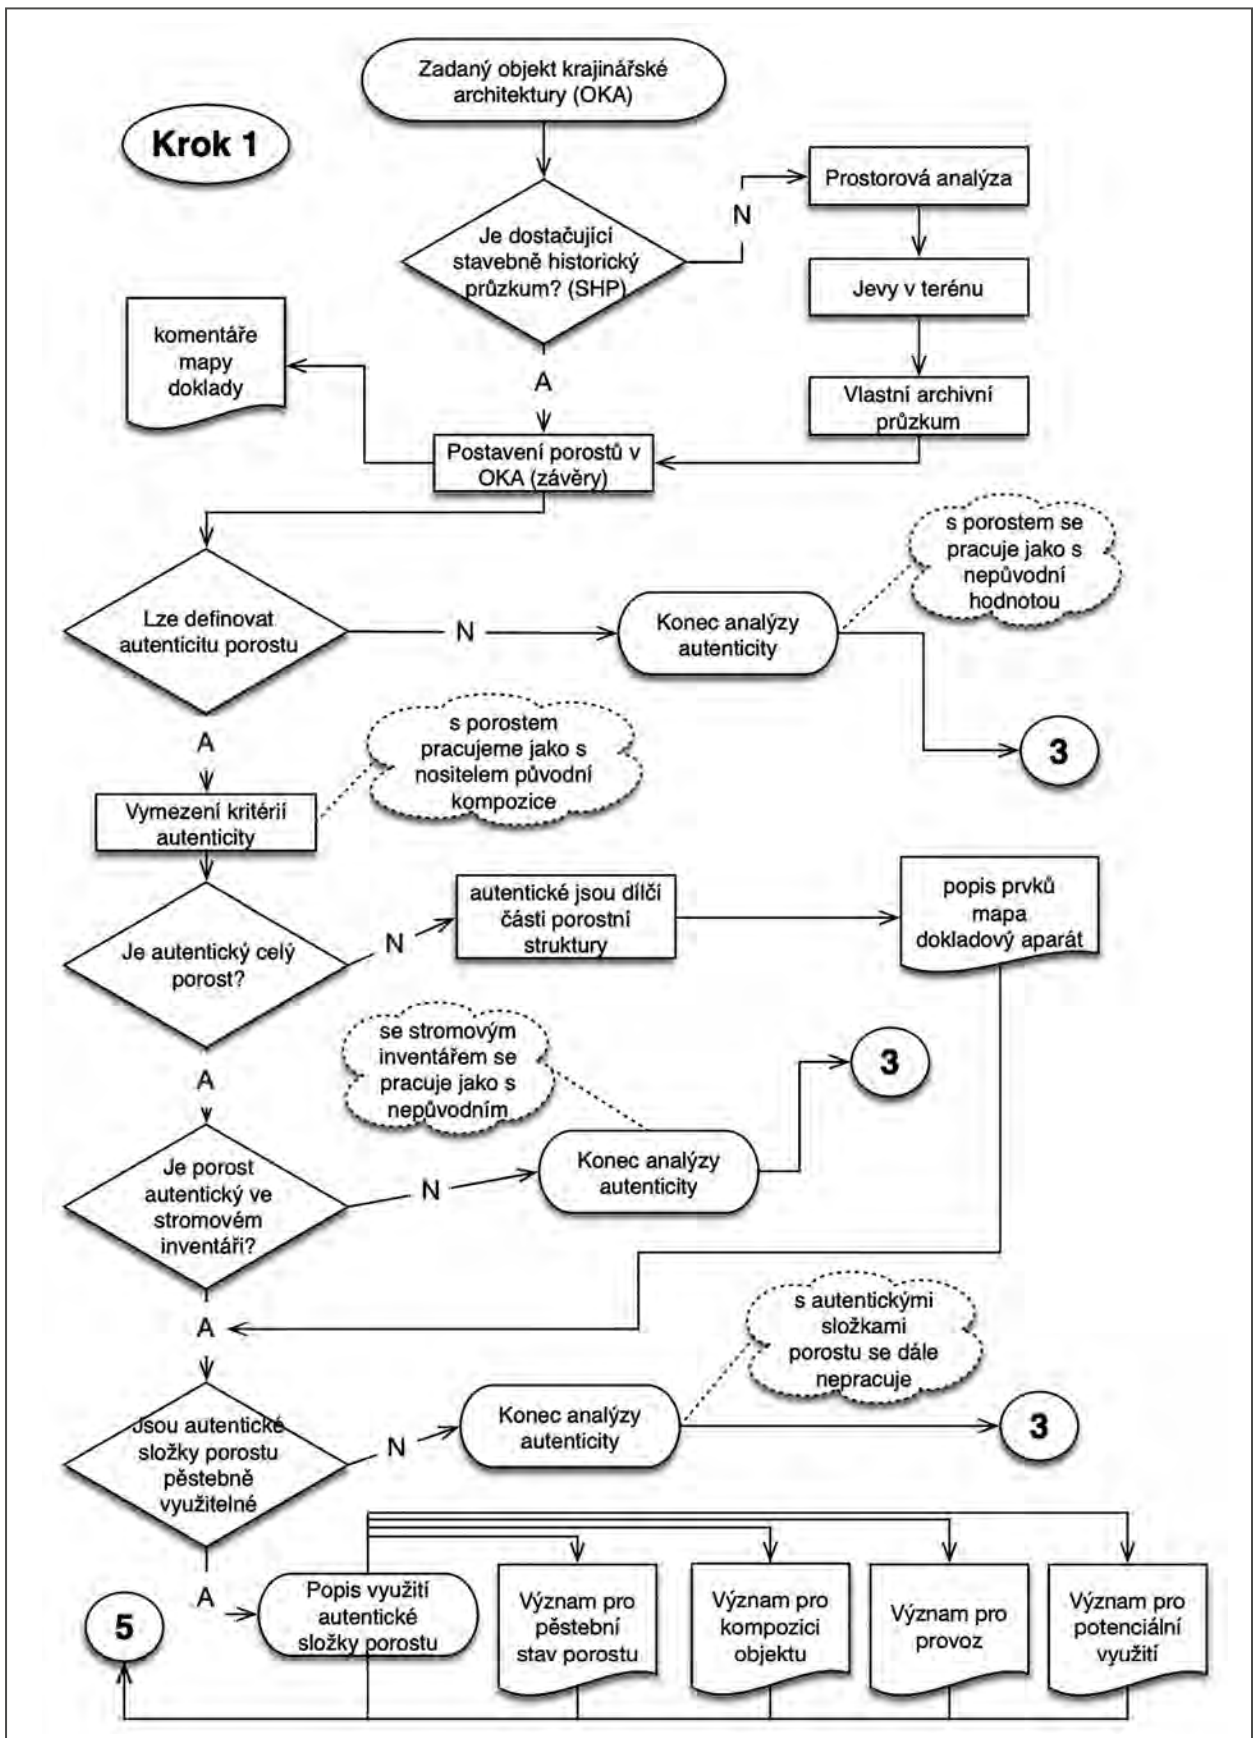 Zadaný objekt krajinářské
architektury (OKA)
Krok 1
Prostorová analýza
N
Je dostačující
stavebně historický
průzkum? (SHP)
Jevy v terénu
komentáře
mapy
doklady
A
Vlastní archivní
průzkum
Postavení porostů v
OKA (závěry)
s porostem se
pracuje jako s
nepůvodní
hodnotou
Lze definovat
autenticitu porostu
N
Konec analýzy
autenticity
A
s porostem
pracujeme jako s
nositelem původní
kompozice
3
Vymezení kritérií
autenticity
autentické jsou dílčí
části porostní
struktury
popis prvků
mapa
dokladový aparát
N
Je autentický celý
porost?
se stromovým
inventářem se
pracuje jako s
nepůvodním
3
A
Je porost
autentický ve
stromovém
inventáři?
N
Konec analýzy
autenticity
A
s autentickými
složkami
porostu se dále
nepracuje
Jsou autentické
složky porostu
pěstebně
využitelné
N
Konec analýzy
autenticity
3
A
5
Popis využití
autentické
složky porostu
Význam pro
pěstební
stav porostu
Význam pro
kompozici
objektu
Význam pro
provoz
Význam pro
potenciální
využití